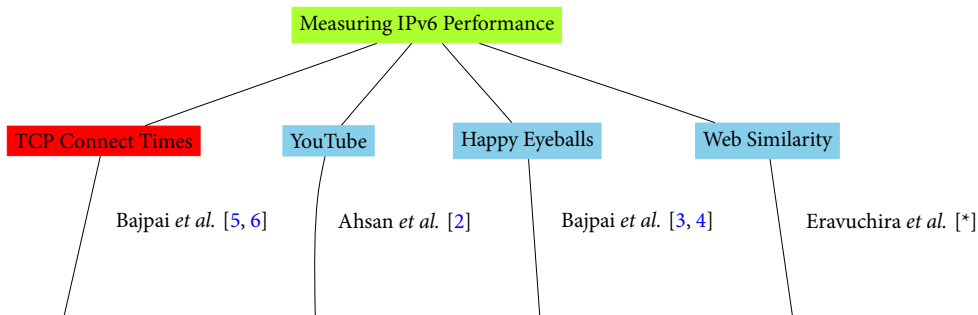 Measuring IPv6 Performance
TCP Connect Times
YouTube
Happy Eyeballs
Web Similarity
Bajpai et al. [5, 6]
Ahsan et al. [2]
Bajpai et al. [3, 4]
Eravuchira et al. [*]